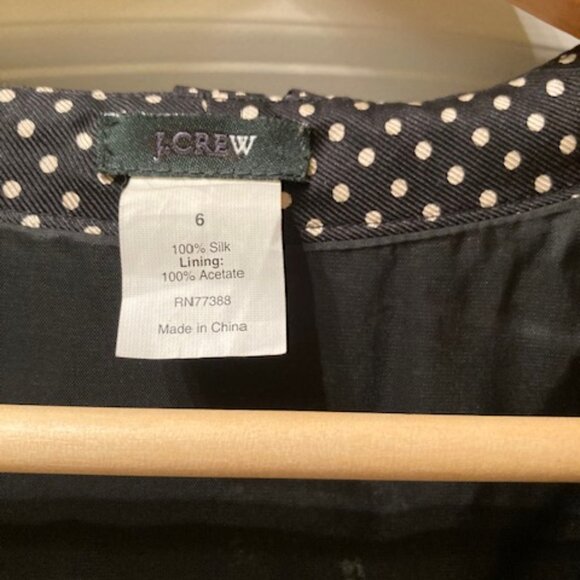 J.CREW
6
100% Silk
Lining:
100% Acetate
RN77388
Made in China